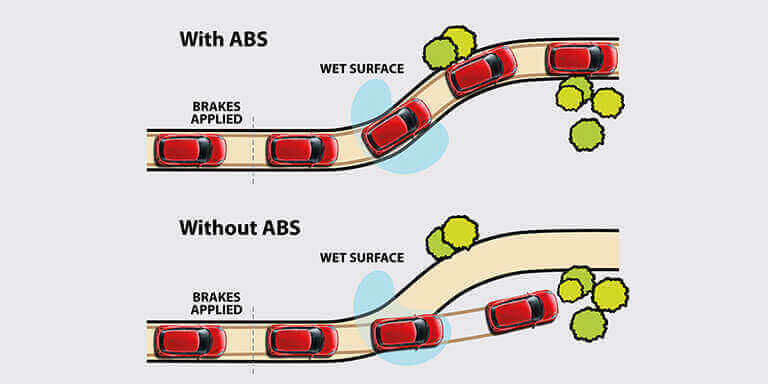 With ABS
WET SURFACE
BRAKES
APPLIED
Without ABS
WET SURFACE
BRAKES
APPLIED